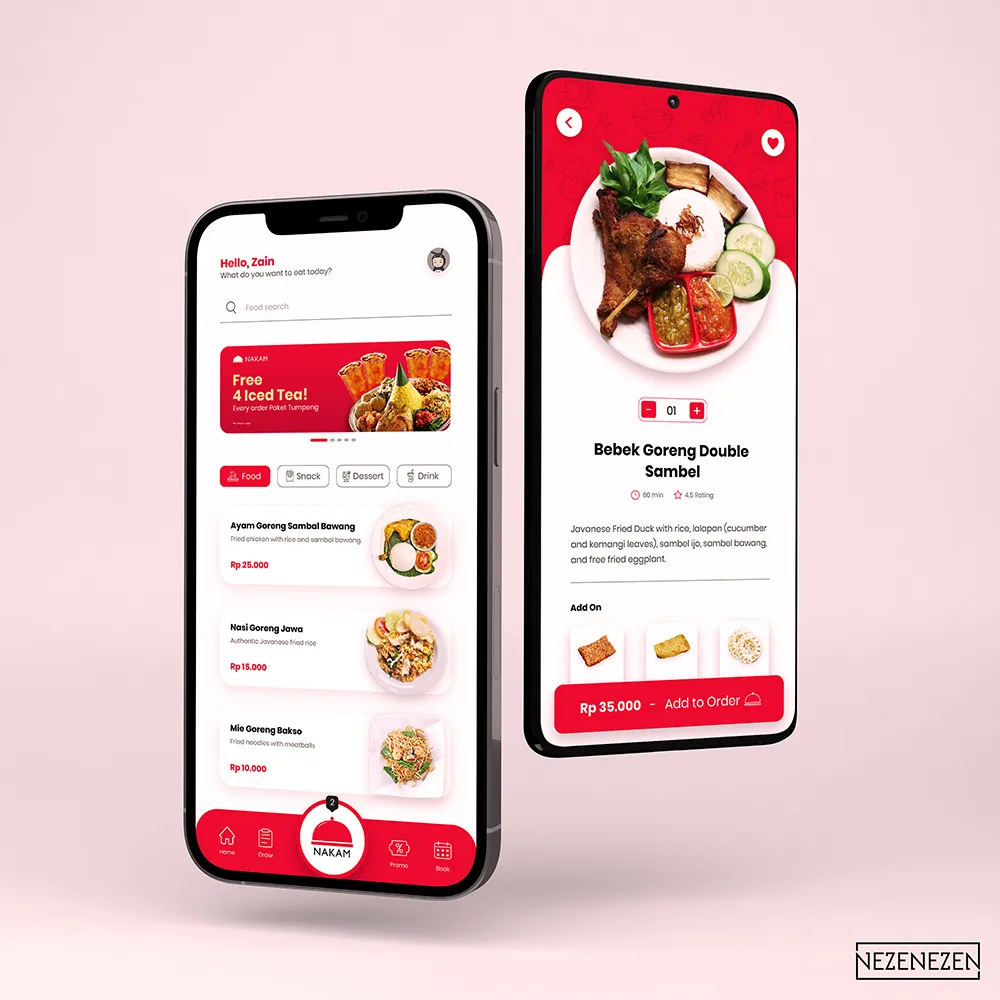 Hello, Zain
What do you want to eat today?
Food search
NAKAM
Free
4 Iced Tea!
Every order Paket Tumpeng
Food
Snack
Dessert
Drink
Ayam Goreng Sambal Bawang
Fried chicken with rice and sambal bawang.
Rp 25.000
Nasi Goreng Jawa
Authentic Javanese fried rice
Rp 15.000
Mie Goreng Bakso
Fried noodles with meatballs
Rp 10.000
2
NAKAM
Home
Order
Promo
Book
- 01 +
Bebek Goreng Double
Sambel
60 min
4,5 Rating
Javanese Fried Duck with rice, lalapan (cucumber
and kemangi leaves), sambel ijo, sambel bawang,
and free fried eggplant.
Add On
Rp 35.000 - Add to Order
NEZENEZEN